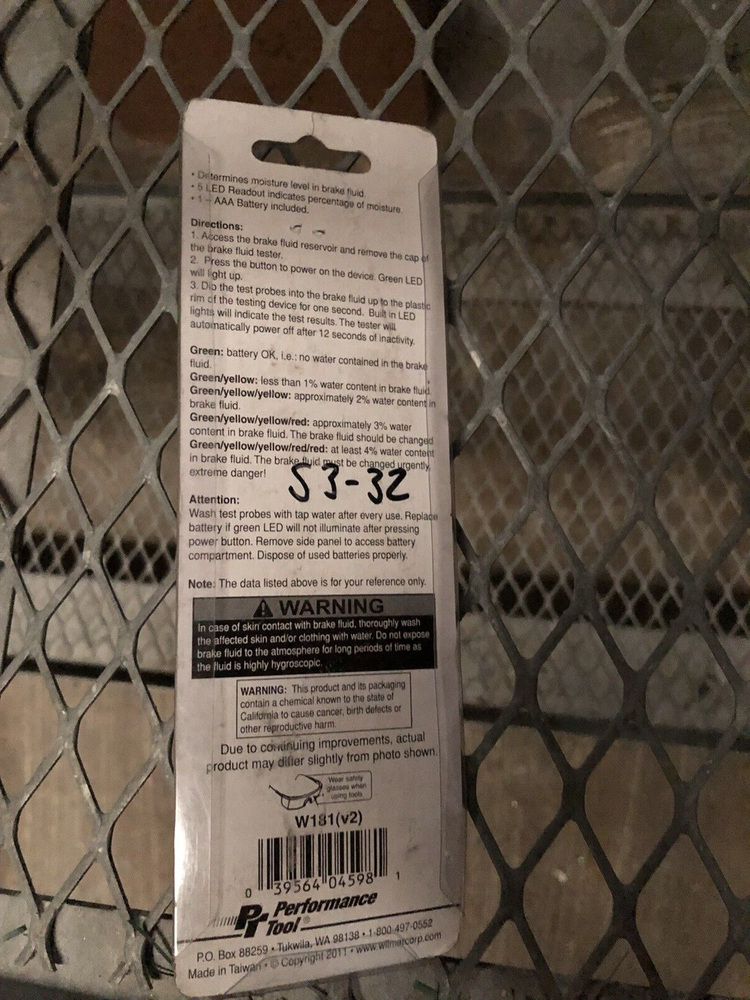 • Determines moisture level in brake fluid.
• 5 LED Readout indicates percentage of moisture
• 1 - AAA Battery included.
Directions:
1. Access the brake fluid reservoir and remove the cap of
the brake fluid tester.
2. Press the button to power on the device. Green LED
will light up.
3. Dip the test probes into the brake fluid up to the plastic
rim of the testing device for one second. Built in LED
lights will indicate the test results. The tester will
automatically power off after 12 seconds of inactivity.
Green: battery OK, i.e.: no water contained in the brake
fluid.
Green/yellow: less than 1% water content in brake fluid.
Green/yellow/yellow: approximately 2% water content in
brake fluid.
Green/yellow/yellow/red: approximately 3% water
content in brake fluid. The brake fluid should be changed
Green/yellow/yellow/red/red: at least 4% water content
in brake fluid. The brake fluid must be changed urgently,
extreme danger!
53-32
Attention:
Wash test probes with tap water after every use. Replace
battery if green LED will not illuminate after pressing
power button. Remove side panel to access battery
compartment. Dispose of used batteries properly.
Note: The data listed above is for your reference only.
WARNING
In case of skin contact with brake fluid, thoroughly wash
the affected skin and/or clothing with water. Do not expose
brake fluid to the atmosphere for long periods of time as
the fluid is highly hygroscopic.
WARNING: This product and its packaging
contain a chemical known to the state of
California to cause cancer, birth defects or
other reproductive harm.
Due to continuing improvements, actual
product may differ slightly from photo shown.
Wear safety
glasses when
using tools
W181(v2)
0 39564 04598 1
PT Performance
Tool®
P.O. Box 88259 • Tukwila, WA 98138 • 1-800-497-0552
Made in Taiwan • © Copyright 2011 • www.wilmarcorp.com